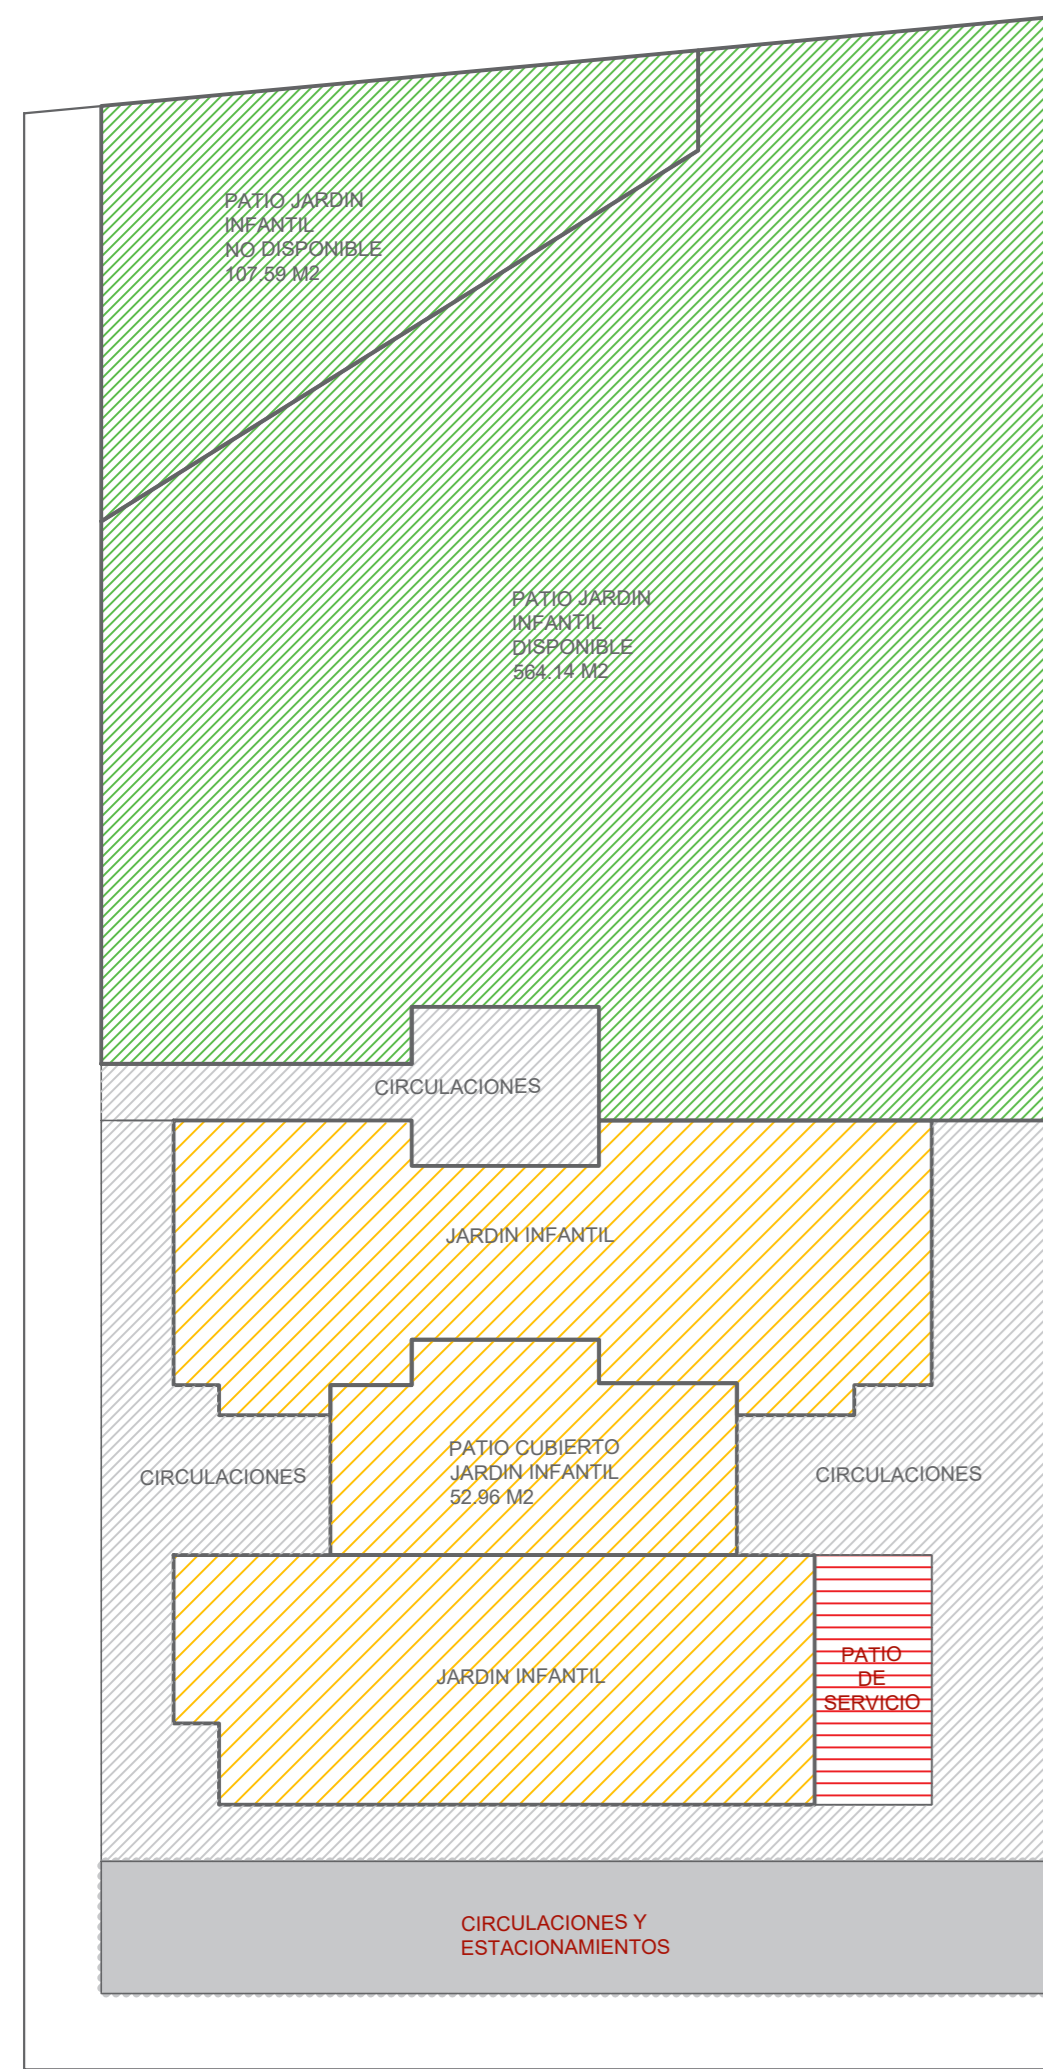 PATIO JARDIN
INFANTIL
NO DISPONIBLE
107.59 M2
PATIO JARDIN
INFANTIL
DISPONIBLE
564.14 M2
CIRCULACIONES
JARDIN INFANTIL
PATIO CUBIERTO
JARDIN INFANTIL
52.96 M2
CIRCULACIONES
CIRCULACIONES
JARDIN INFANTIL
PATIO
DE
SERVICIO
CIRCULACIONES Y
ESTACIONAMIENTOS